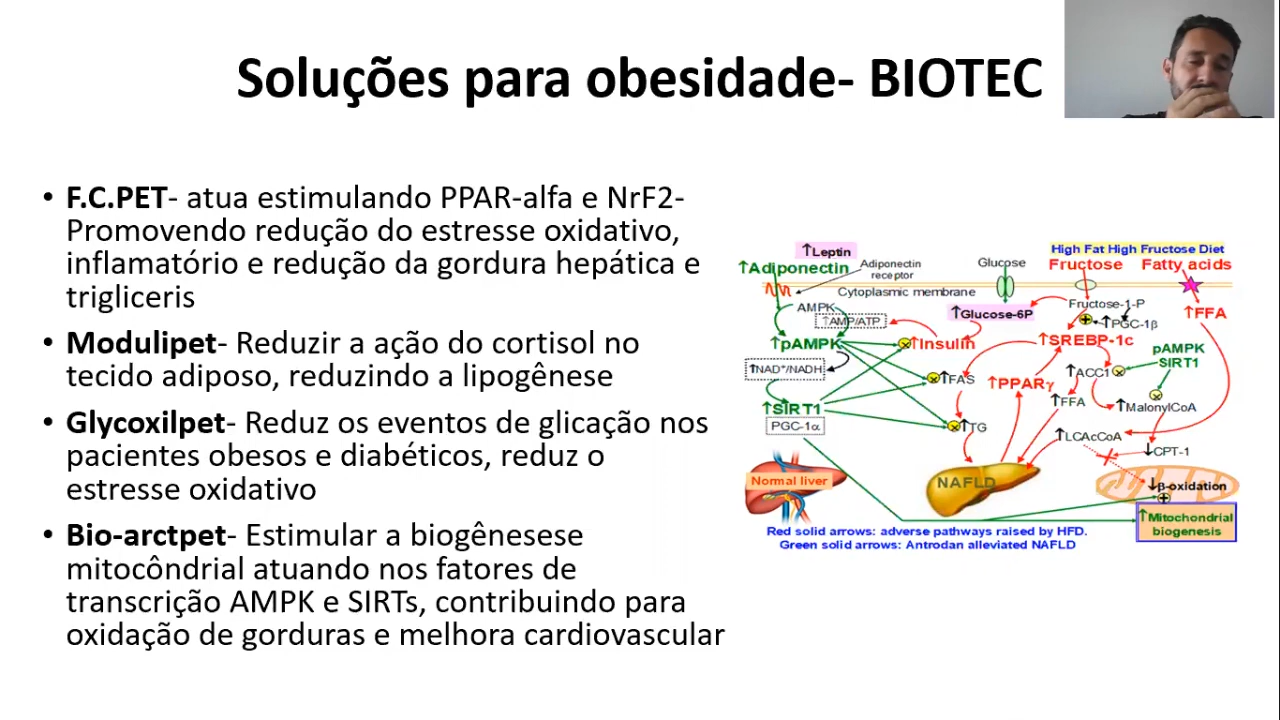 Soluções para obesidade- BIOTEC
• F.C.PET- atua estimulando PPAR-alfa e NrF2-
Promovendo redução do estresse oxidativo,
inflamatório e redução da gordura hepática e
trigliceris
• Modulipet- Reduzir a ação do cortisol no
tecido adiposo, reduzindo a lipogênese
• Glycoxilpet- Reduz os eventos de glicação nos
pacientes obesos e diabéticos, reduz o
estresse oxidativo
• Bio-arctpet- Estimular a biogênesese
mitocôndrial atuando nos fatores de
transcrição AMPK e SIRTs, contribuindo para
oxidação de gorduras e melhora cardiovascular
↑Leptin
High Fat High Fructose Diet
↑Adiponectin
Adiponectin
receptor
Glucose
Fructose
Fatty acids
Cytoplasmic membrane
AMPK
↑AMP/ATP
↑Glucose-6P
Fructose-1-P
↑PGC-1β
↑FFA
↑pAMPK
↑Insulin
↑SREBP-1c
pAMPK
SIRT1
↑NAD⁺/NADH
↑FAS
↑PPARγ
↑ACC1
↑FFA
↑MalonylCoA
↑SIRT1
PGC-1α
↑TG
↑LCAcCoA
↓CPT-1
Normal liver
NAFLD
↓β-oxidation
↑Mitochondrial
biogenesis
Red solid arrows: adverse pathways raised by HFD.
Green solid arrows: Antrodan alleviated NAFLD